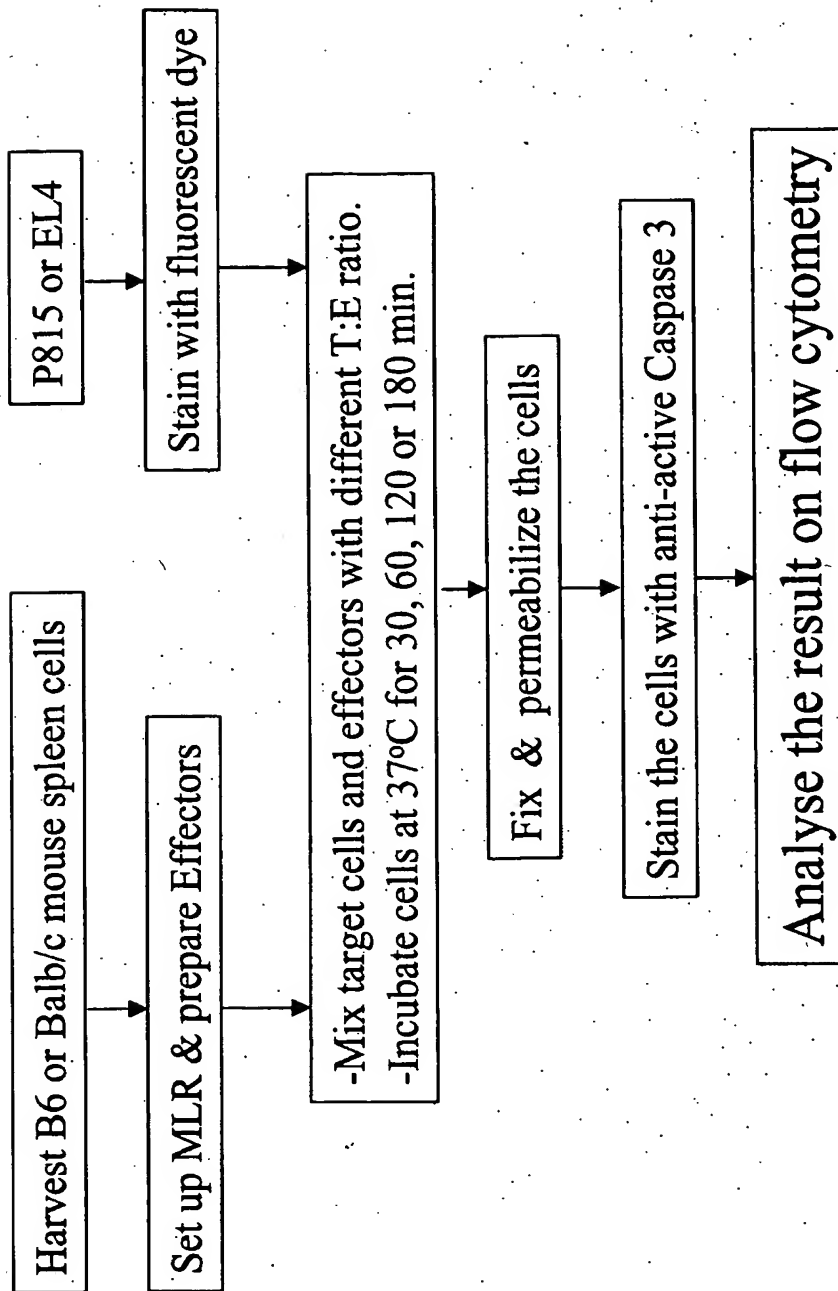 Harvest B6 or Balb/c mouse spleen cells
Set up MLR & prepare Effectors
P815 or EL4
Stain with fluorescent dye
-Mix target cells and effectors with different T:E ratio.
-Incubate cells at 37ºC for 30, 60, 120 or 180 min.
Fix & permeabilize the cells
Stain the cells with anti-active Caspase 3
Analyse the result on flow cytometry